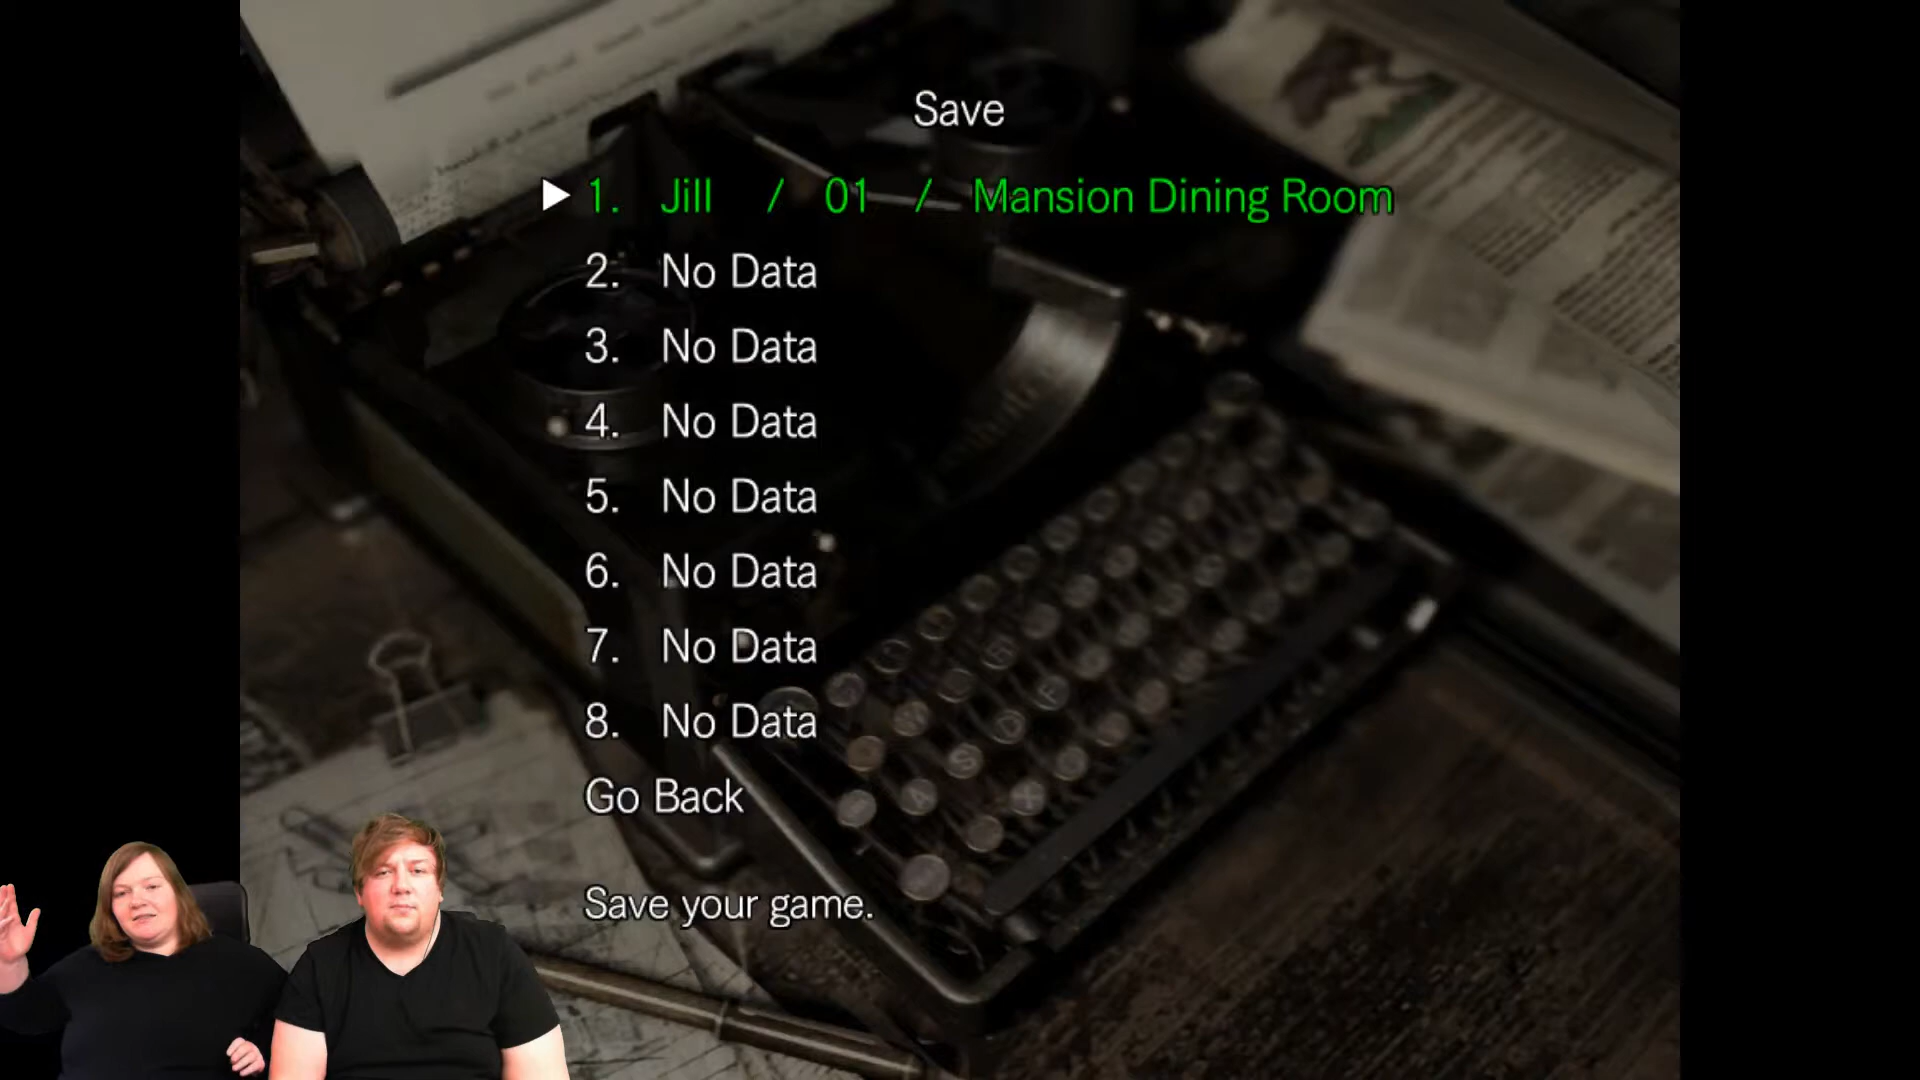 Save
1. Jill / 01 / Mansion Dining Room
2. No Data
3. No Data
4. No Data
5. No Data
6. No Data
7. No Data
8. No Data
Go Back
Save your game.